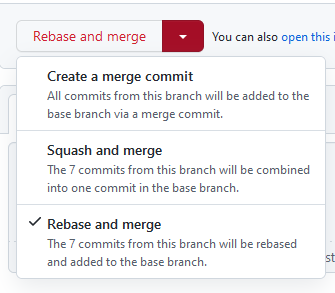 Rebase and merge
You can also open this i
Create a merge commit
All commits from this branch will be added to the
base branch via a merge commit.
Squash and merge
The 7 commits from this branch will be combined
into one commit in the base branch.
Rebase and merge
The 7 commits from this branch will be rebased
and added to the base branch.
st